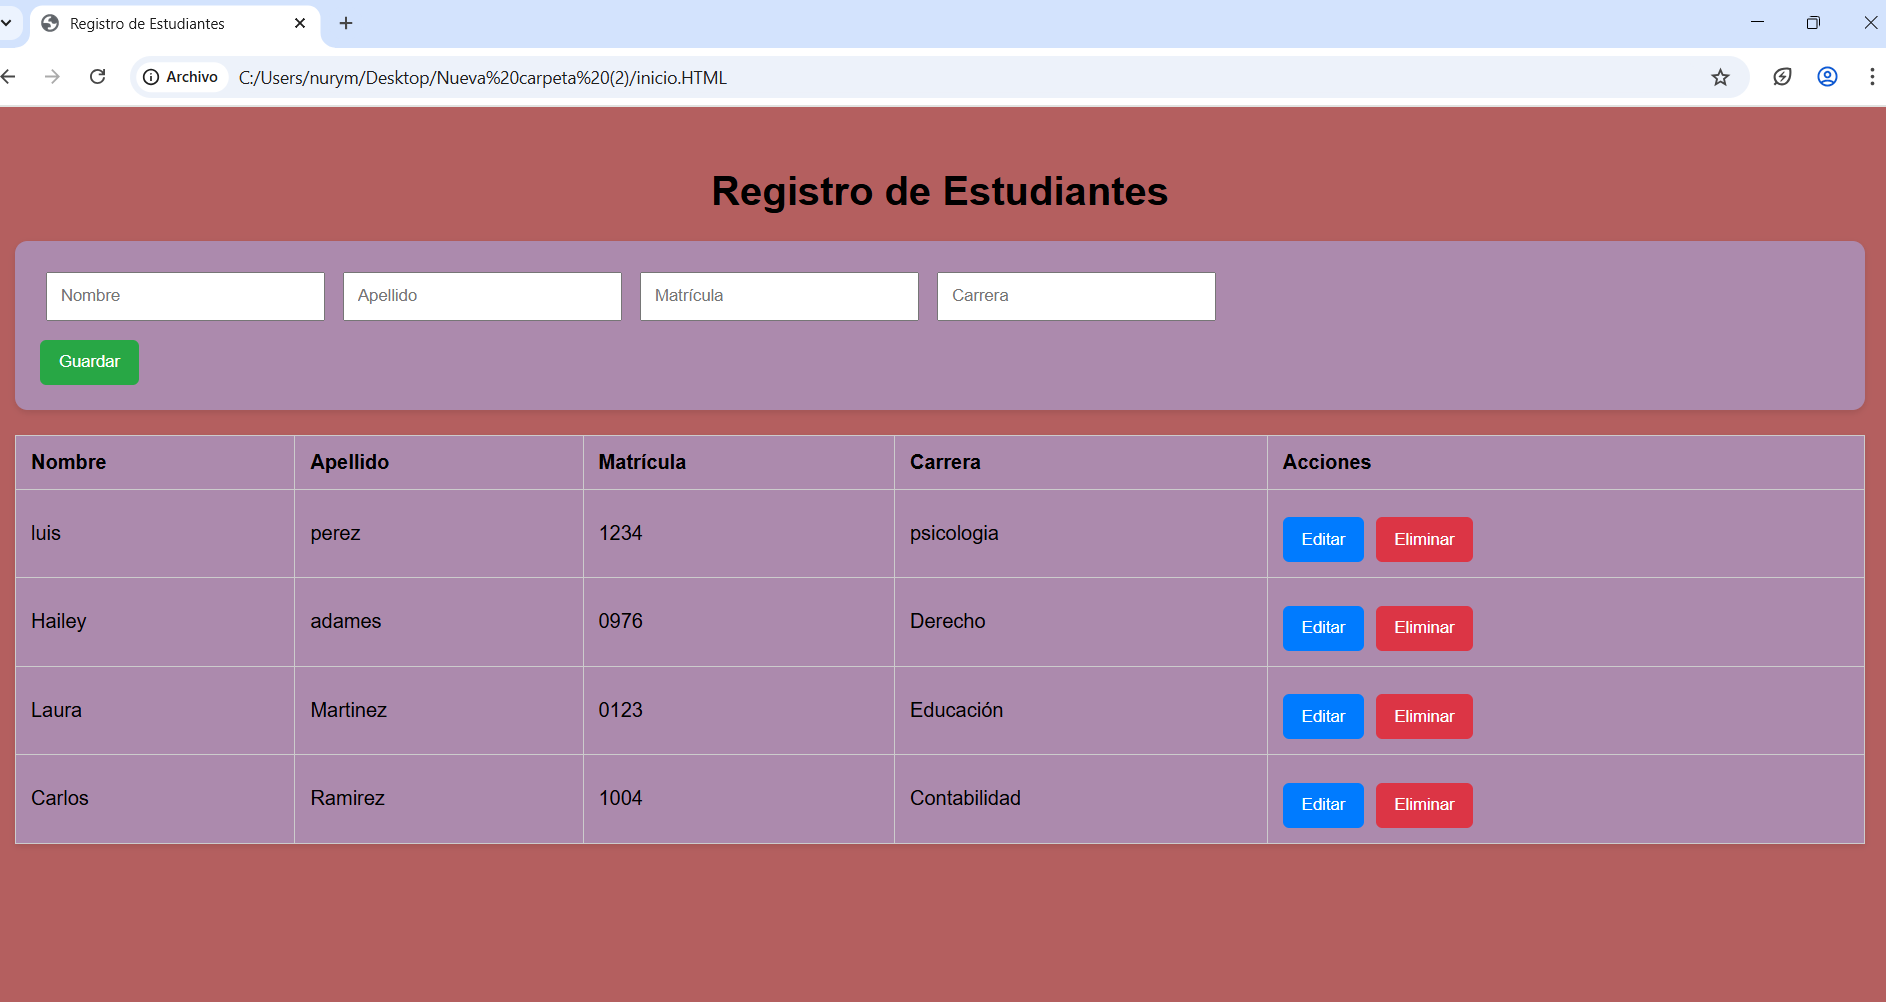 Registro de Estudiantes
Archivo C:/Users/nurym/Desktop/Nueva%20carpeta%20(2)/inicio.HTML
Registro de Estudiantes
Nombre Apellido Matrícula Carrera
Guardar
Nombre Apellido Matrícula Carrera Acciones
luis perez 1234 psicologia Editar Eliminar
Hailey adames 0976 Derecho Editar Eliminar
Laura Martinez 0123 Educación Editar Eliminar
Carlos Ramirez 1004 Contabilidad Editar Eliminar